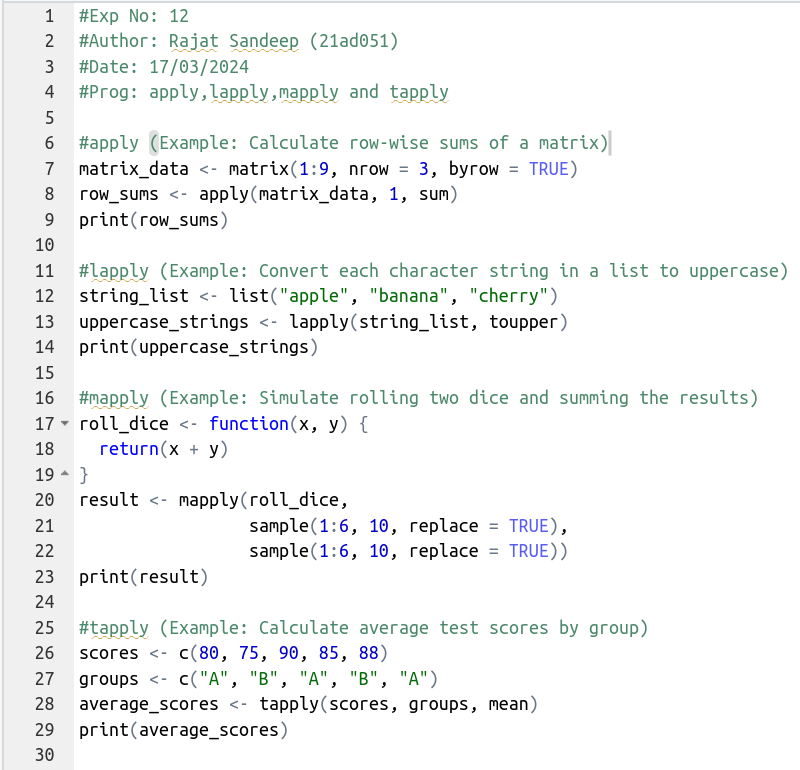 1 #Exp No: 12
2 #Author: Rajat Sandeep (21ad051)
3 #Date: 17/03/2024
4 #Prog: apply,lapply,mapply and tapply
5
6 #apply (Example: Calculate row-wise sums of a matrix)
7 matrix_data <- matrix(1:9, nrow = 3, byrow = TRUE)
8 row_sums <- apply(matrix_data, 1, sum)
9 print(row_sums)
10
11 #lapply (Example: Convert each character string in a list to uppercase)
12 string_list <- list("apple", "banana", "cherry")
13 uppercase_strings <- lapply(string_list, toupper)
14 print(uppercase_strings)
15
16 #mapply (Example: Simulate rolling two dice and summing the results)
17 roll_dice <- function(x, y) {
18   return(x + y)
19 }
20 result <- mapply(roll_dice,
21                  sample(1:6, 10, replace = TRUE),
22                  sample(1:6, 10, replace = TRUE))
23 print(result)
24
25 #tapply (Example: Calculate average test scores by group)
26 scores <- c(80, 75, 90, 85, 88)
27 groups <- c("A", "B", "A", "B", "A")
28 average_scores <- tapply(scores, groups, mean)
29 print(average_scores)
30